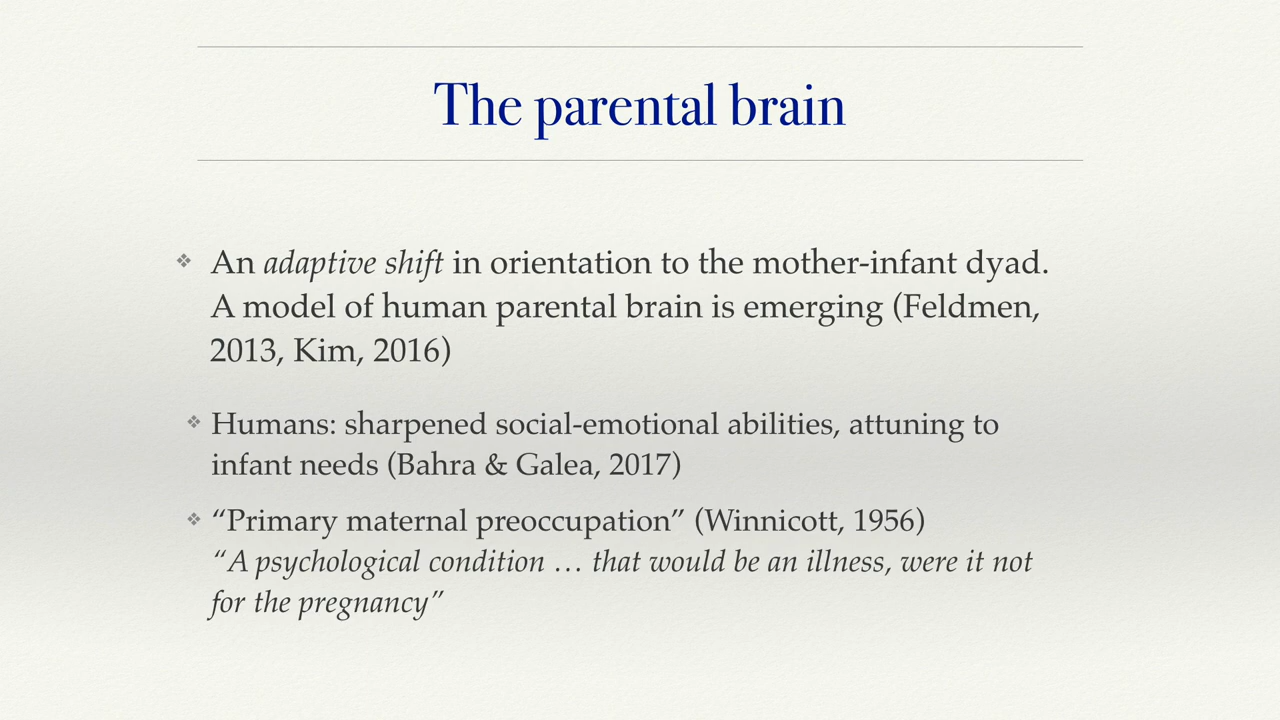 The parental brain
An adaptive shift in orientation to the mother-infant dyad.
A model of human parental brain is emerging (Feldmen,
2013, Kim, 2016)
Humans: sharpened social-emotional abilities, attuning to
infant needs (Bahra & Galea, 2017)
“Primary maternal preoccupation” (Winnicott, 1956)
“A psychological condition … that would be an illness, were it not
for the pregnancy”